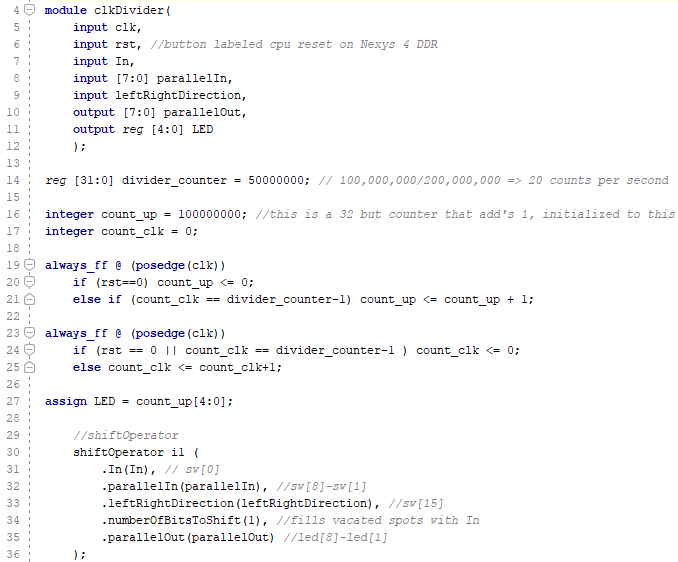 4 module clkDivider(
5 input clk,
6 input rst, //button labeled cpu reset on Nexys 4 DDR
7 input In,
8 input [7:0] parallelIn,
9 input leftRightDirection,
10 output [7:0] parallelOut,
11 output reg [4:0] LED
12 );
13
14 reg [31:0] divider_counter = 50000000; // 100,000,000/200,000,000 => 20 counts per second
15
16 integer count_up = 100000000; //this is a 32 but counter that add's 1, initialized to this
17 integer count_clk = 0;
18
19 always_ff @ (posedge(clk))
20 if (rst==0) count_up <= 0;
21 else if (count_clk == divider_counter-1) count_up <= count_up + 1;
22
23 always_ff @ (posedge(clk))
24 if (rst == 0 || count_clk == divider_counter-1 ) count_clk <= 0;
25 else count_clk <= count_clk+1;
26
27 assign LED = count_up[4:0];
28
29 //shiftOperator
30 shiftOperator i1 (
31 .In(In), // sw[0]
32 .parallelIn(parallelIn), //sw[8]-sw[1]
33 .leftRightDirection(leftRightDirection), //sw[15]
34 .numberOfBitsToShift(1), //fills vacated spots with In
35 .parallelOut(parallelOut) //led[8]-led[1]
36 );